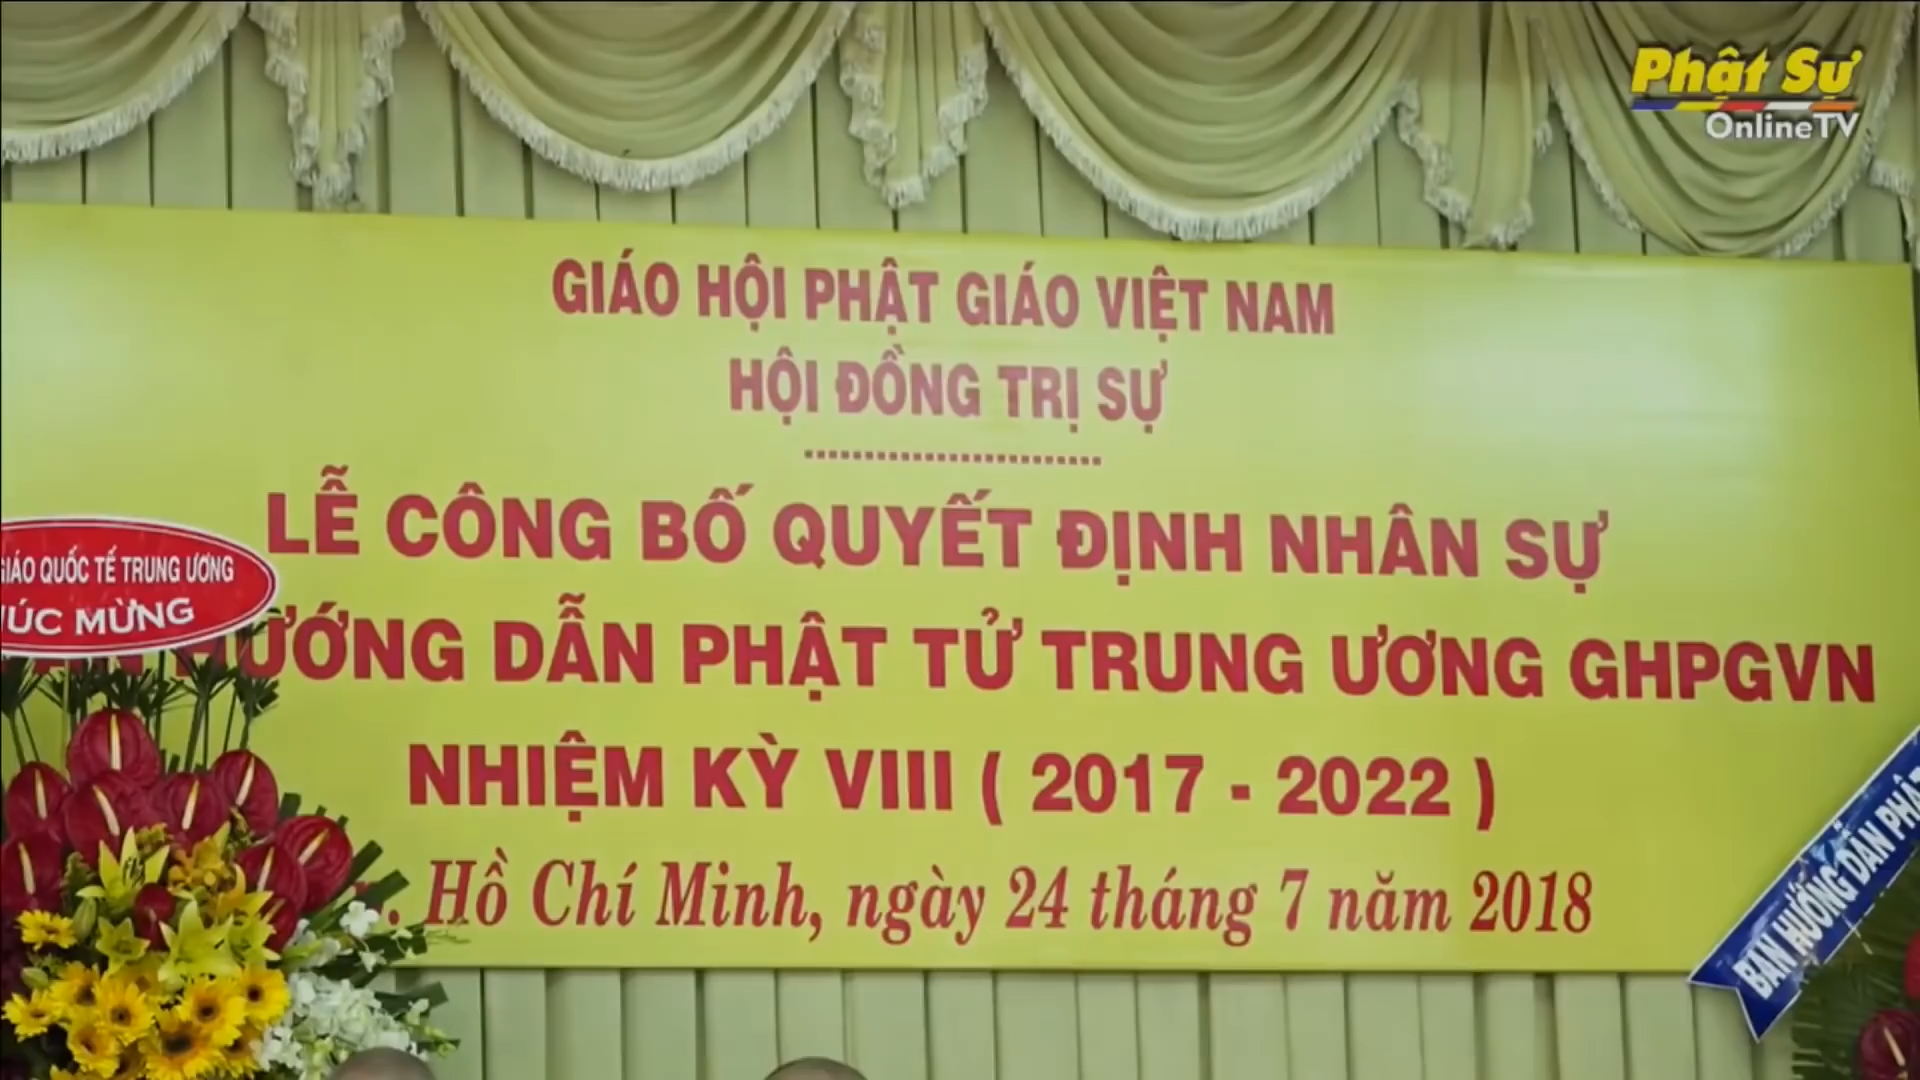 Phật Sự
OnlineTV
GIÁO HỘI PHẬT GIÁO VIỆT NAM
HỘI ĐỒNG TRỊ SỰ
LỄ CÔNG BỐ QUYẾT ĐỊNH NHÂN SỰ
HƯỚNG DẪN PHẬT TỬ TRUNG ƯƠNG GHPGVN
NHIỆM KỲ VIII ( 2017 - 2022 )
Hồ Chí Minh, ngày 24 tháng 7 năm 2018
GIÁO QUỐC TẾ TRUNG ƯƠNG
ÚC MỪNG
BAN HƯỚNG DẪN PHẬ